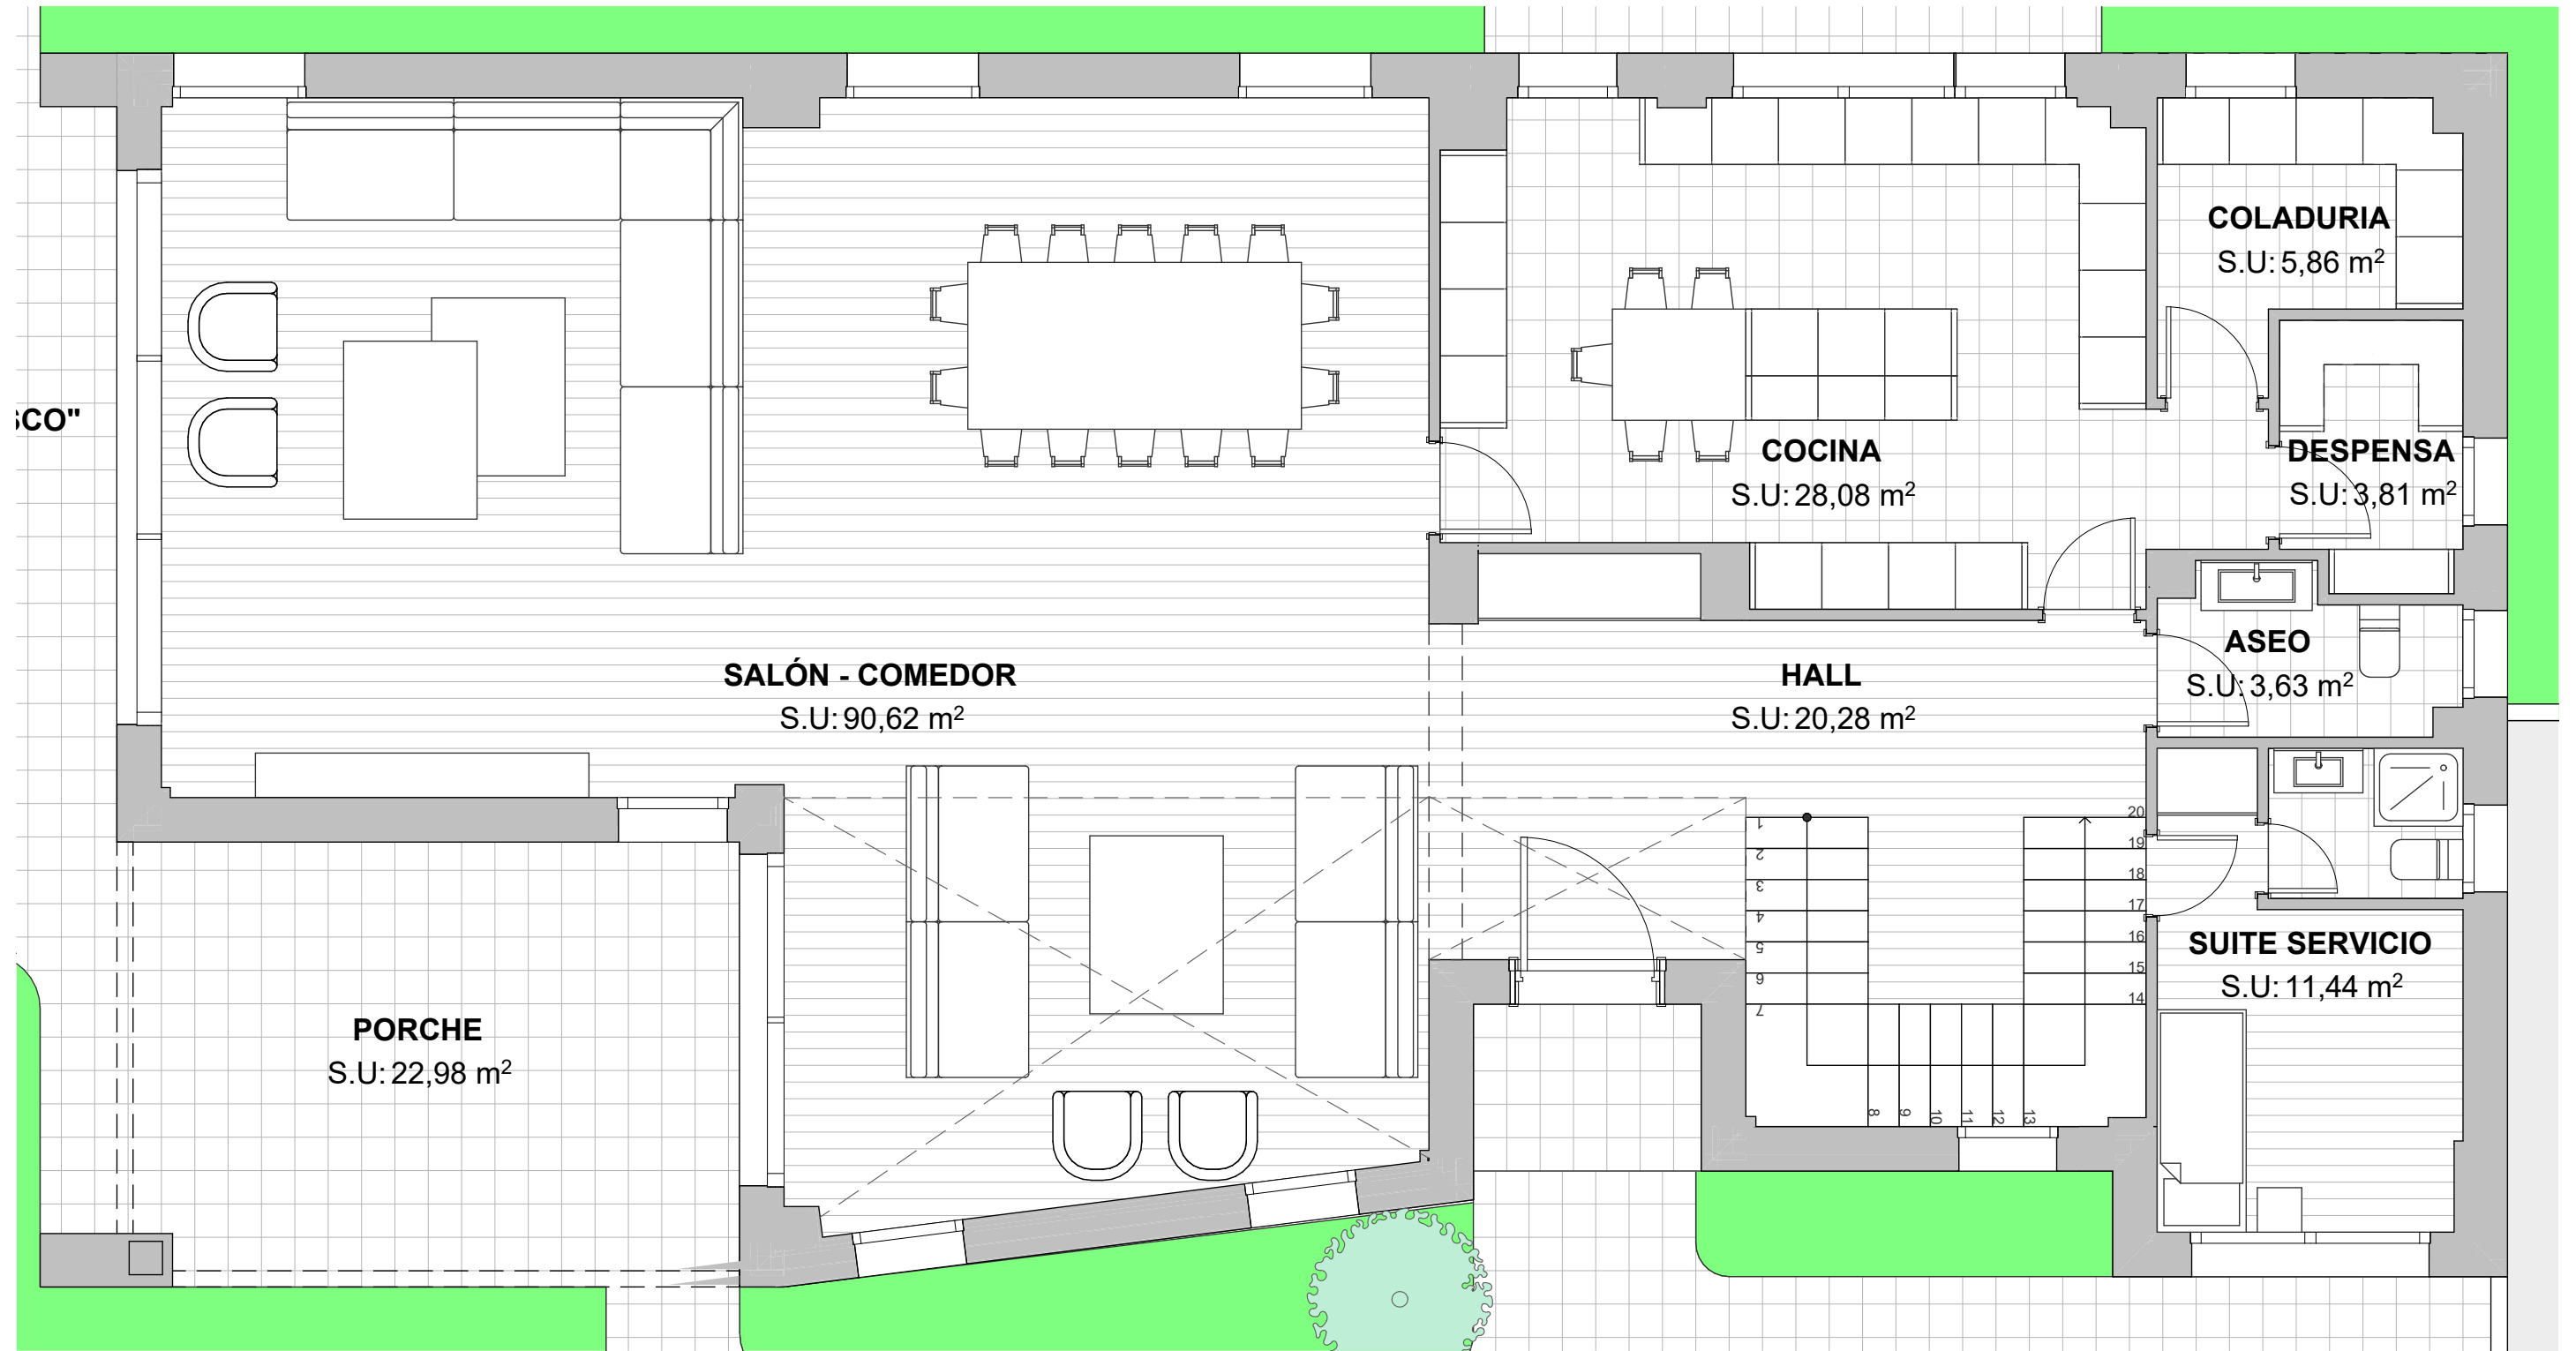 SCO"
COLADURIA
S.U: 5,86 m²
COCINA
S.U: 28,08 m²
DESPENSA
S.U: 3,81 m²
SALÓN - COMEDOR
S.U: 90,62 m²
HALL
S.U: 20,28 m²
ASEO
S.U: 3,63 m²
SUITE SERVICIO
S.U: 11,44 m²
PORCHE
S.U: 22,98 m²
1
2
3
4
5
6
7
8
9
10
11
12
13
14
15
16
17
18
19
20